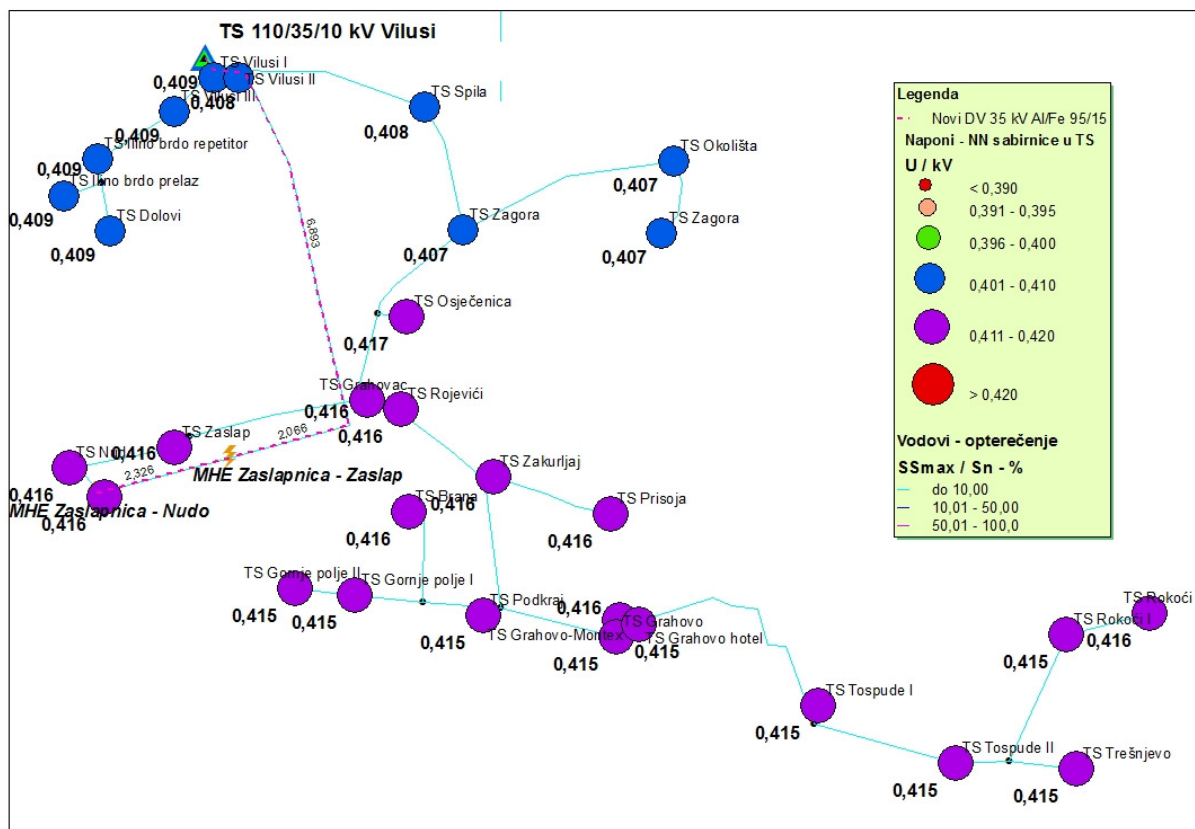 TS 110/35/10 kV Vilusi
TS Vilusi I
TS Vilusi II
0,409
0,408
TS Vilusi III
0,409
TS Ilino brdo repetitor
0,409
TS Ilino brdo prelaz
0,409
TS Dolovi
0,409
TS Spila
0,408
TS Okolišta
0,407
TS Zagora
0,407
TS Zagora
0,407
6,893
TS Osječenica
0,417
TS Grahovac
0,416
TS Rojevići
0,416
TS Zaslap
0,416
2,066
2,326
0,416
MHE Zaslapnica - Zaslap
MHE Zaslapnica - Nudo
0,416
TS Zakurljaj
0,416
TS Brana
0,416
TS Prisoja
0,416
TS Gornje polje II
0,415
TS Gornje polje I
0,415
TS Podkraj
0,415
0,416
TS Grahovo
TS Grahovo-Montex
TS Grahovo hotel
0,415
0,415
TS Tospude I
0,415
TS Rokoči
0,416
TS Rokoči I
0,415
TS Tospude II
0,415
TS Trešnjevo
0,415
Legenda
Novi DV 35 kV Al/Fe 95/15
Naponi - NN sabirnice u TS
U / kV
< 0,390
0,391 - 0,395
0,396 - 0,400
0,401 - 0,410
0,411 - 0,420
> 0,420
Vodovi - opterečenje
SSmax / Sn - %
do 10,00
10,01 - 50,00
50,01 - 100,0